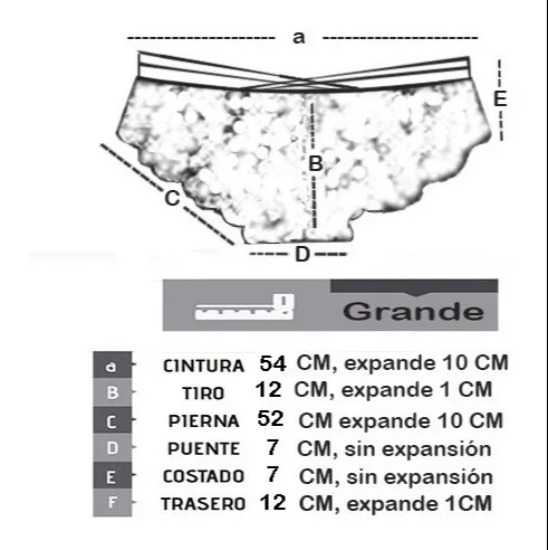 a
E
B
C
D
Grande
a CINTURA 54 CM, expande 10 CM
B TIRO 12 CM, expande 1 CM
C PIERNA 52 CM expande 10 CM
D PUENTE 7 CM, sin expansión
E COSTADO 7 CM, sin expansión
F TRASERO 12 CM, expande 1CM